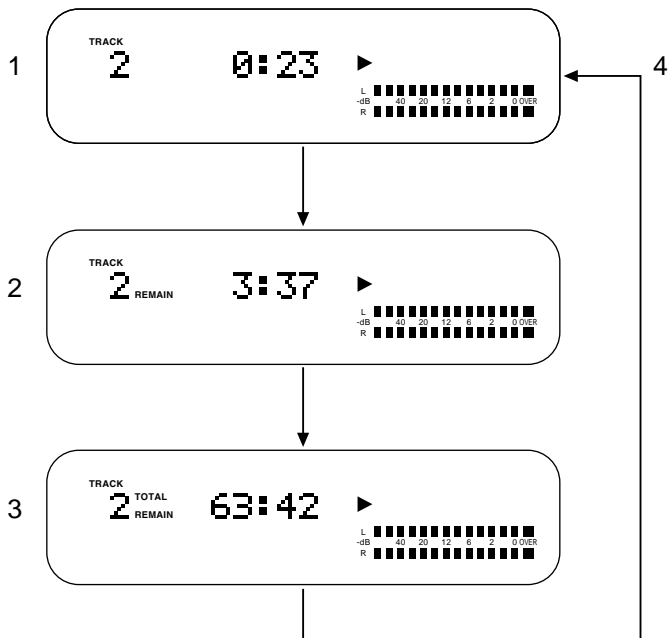 TRACK
1 2 0:23 4
L
-dB 40 20 12 6 2 0 OVER
R
TRACK
2 2 REMAIN 3:37
L
-dB 40 20 12 6 2 0 OVER
R
TRACK
TOTAL
3 2 REMAIN 63:42
L
-dB 40 20 12 6 2 0 OVER
R